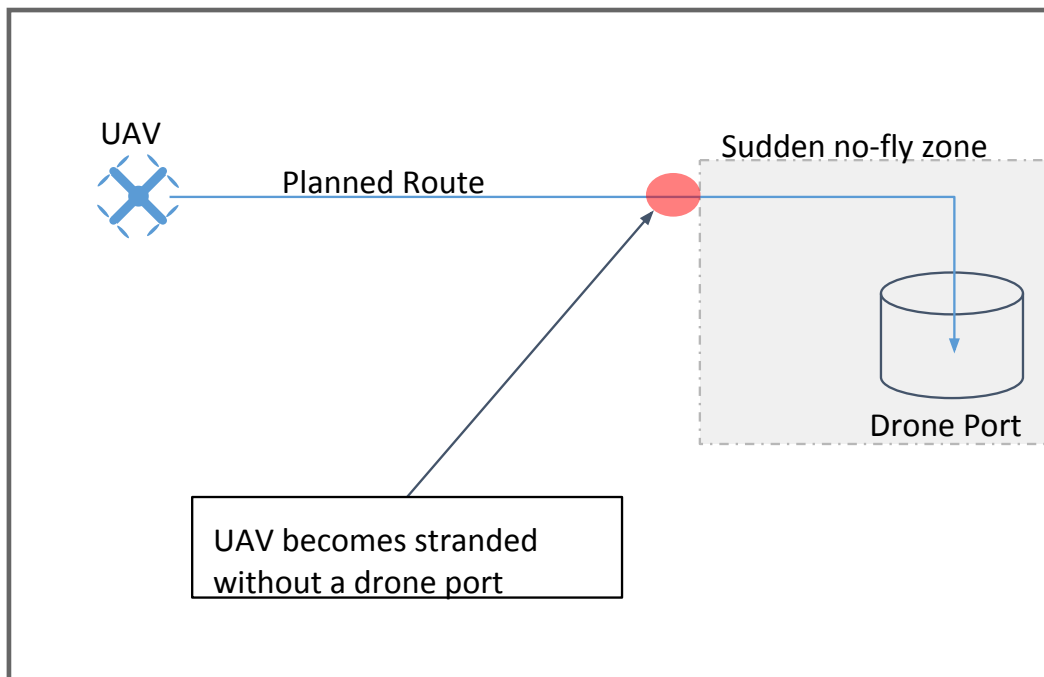 UAV
Sudden no-fly zone
Planned Route
Drone Port
UAV becomes stranded
without a drone port